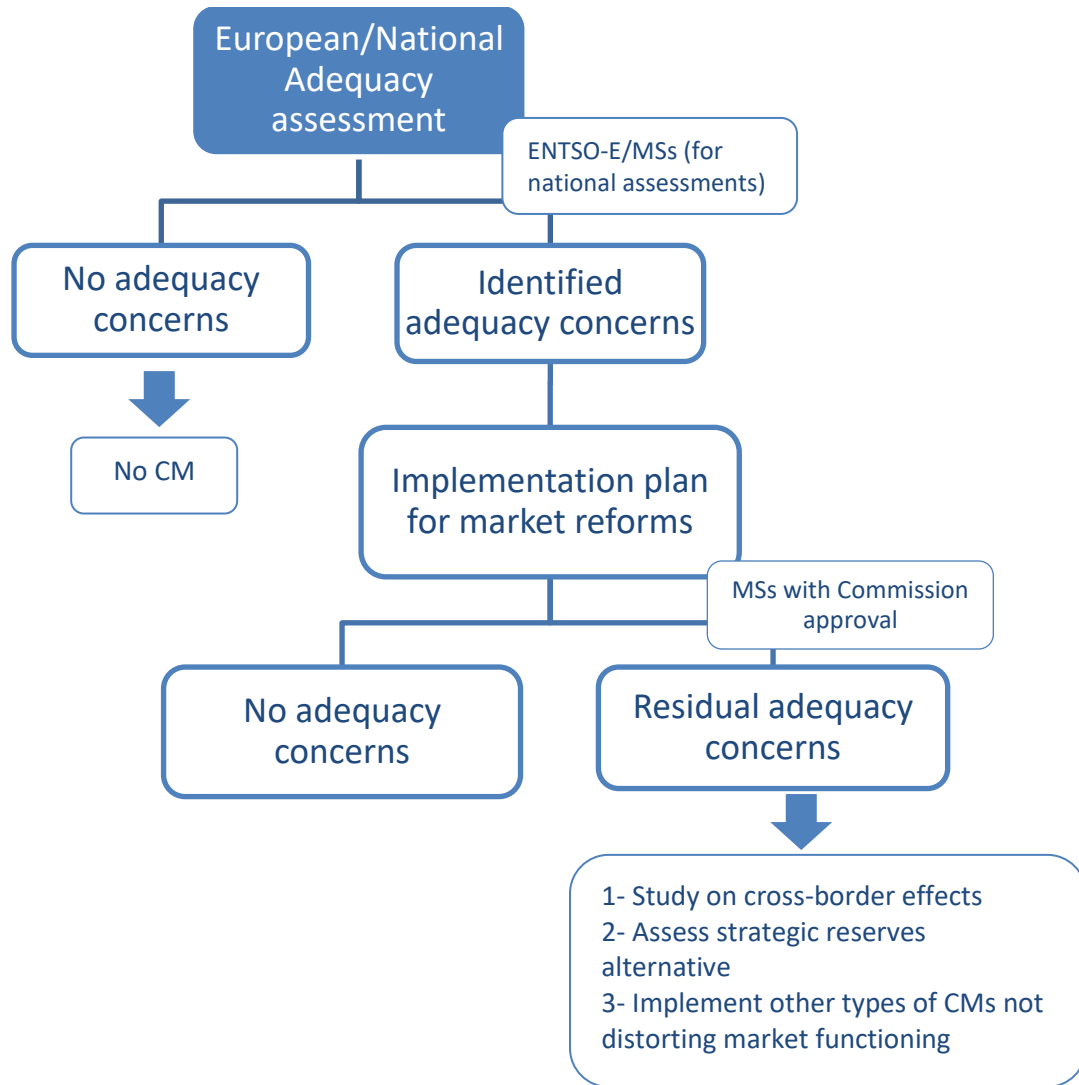 European/National
Adequacy
assessment
ENTSO-E/MSs (for
national assessments)
No adequacy
concerns
Identified
adequacy concerns
No CM
Implementation plan
for market reforms
MSs with Commission
approval
No adequacy
concerns
Residual adequacy
concerns
1- Study on cross-border effects
2- Assess strategic reserves
alternative
3- Implement other types of CMs not
distorting market functioning